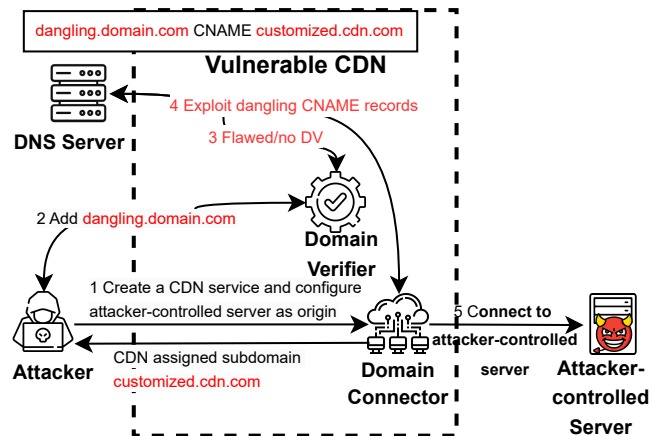 dangling.domain.com CNAME customized.cdn.com
Vulnerable CDN
4 Exploit dangling CNAME records
DNS Server
3 Flawed/no DV
2 Add dangling.domain.com
Domain
Verifier
1 Create a CDN service and configure
attacker-controlled server as origin
5 Connect to
attacker-controlled
server
CDN assigned subdomain
customized.cdn.com
Attacker
Domain
Connector
Attacker-
controlled
Server